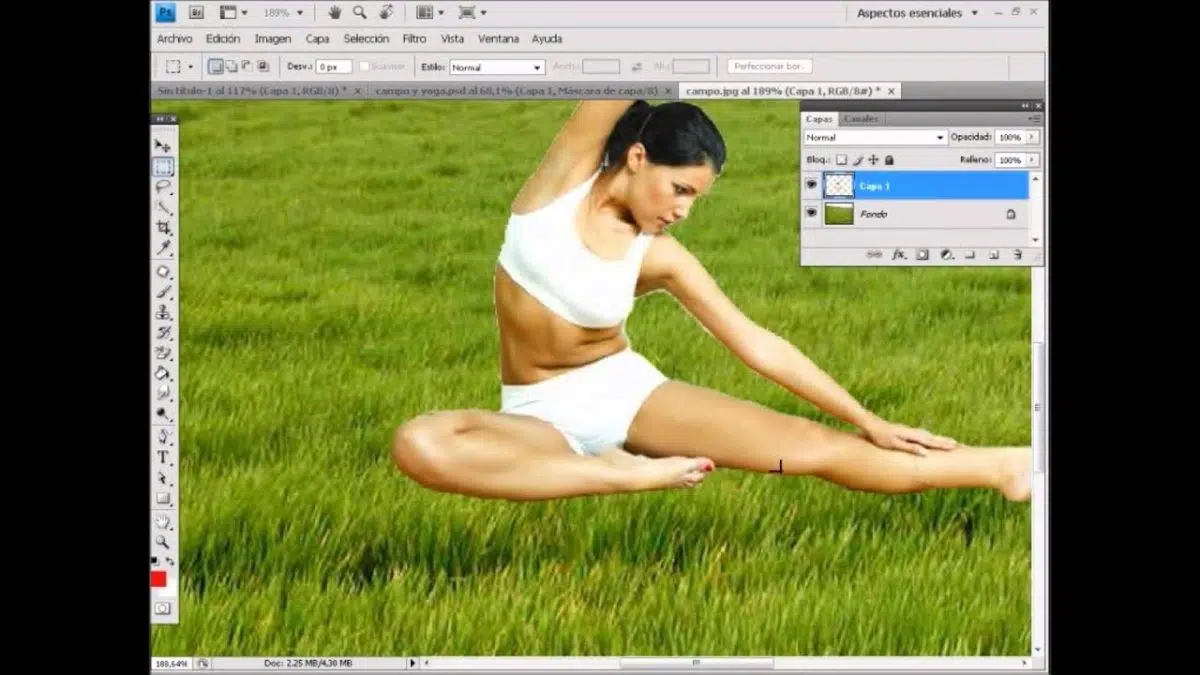 Ps Br 189% Aspectos esenciales
Archivo Edición Imagen Capa Selección Filtro Vista Ventana Ayuda
Desv.: 0 px Suavizar Estilo: Normal Anch.: Alt.: Perfeccionar bor...
Sin título-1 al 117% (Capa 1, RGB/8) * x campo y yoga.psd al 68,1% (Capa 1, Máscara de capa/8) x campo.jpg al 189% (Capa 1, RGB/8#) * x
Capas Canales
Normal Opacidad: 100%
Bloq.: Relleno: 100%
Capa 1
Fondo
fx.
T
188,64% Doc: 2,25 MB/4,30 MB